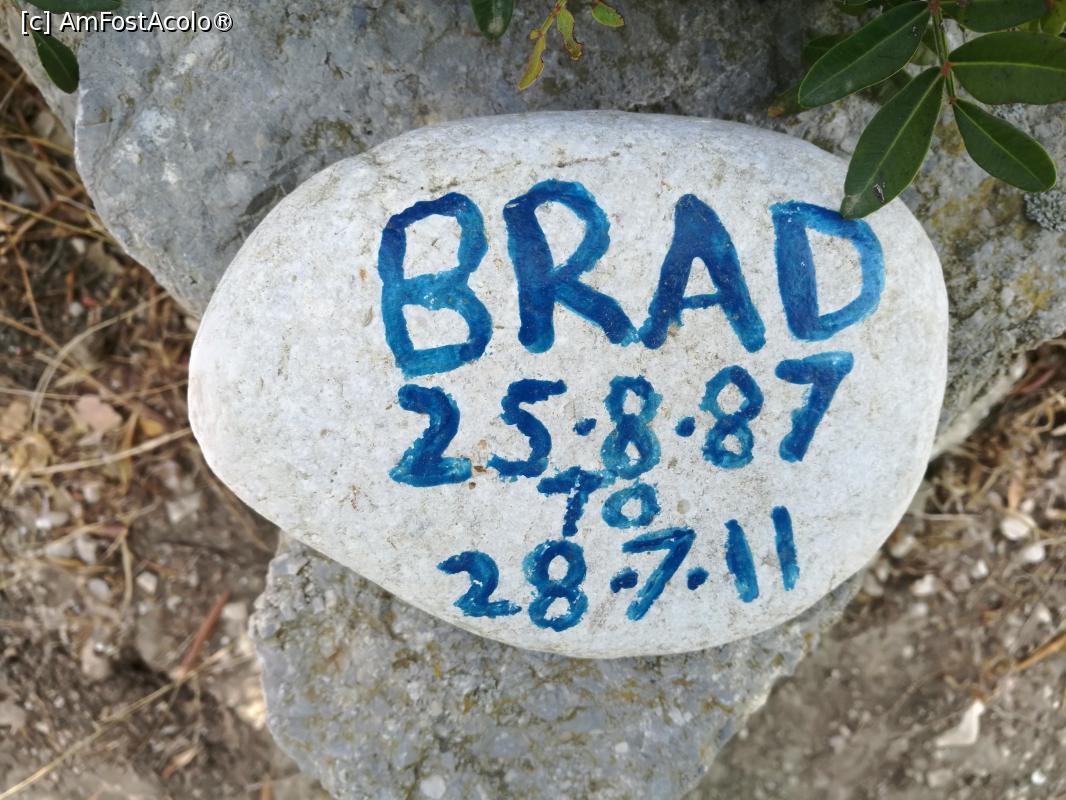 [c] AmFostAcolo®
BRAD
25.8.87
TO
28.7.11